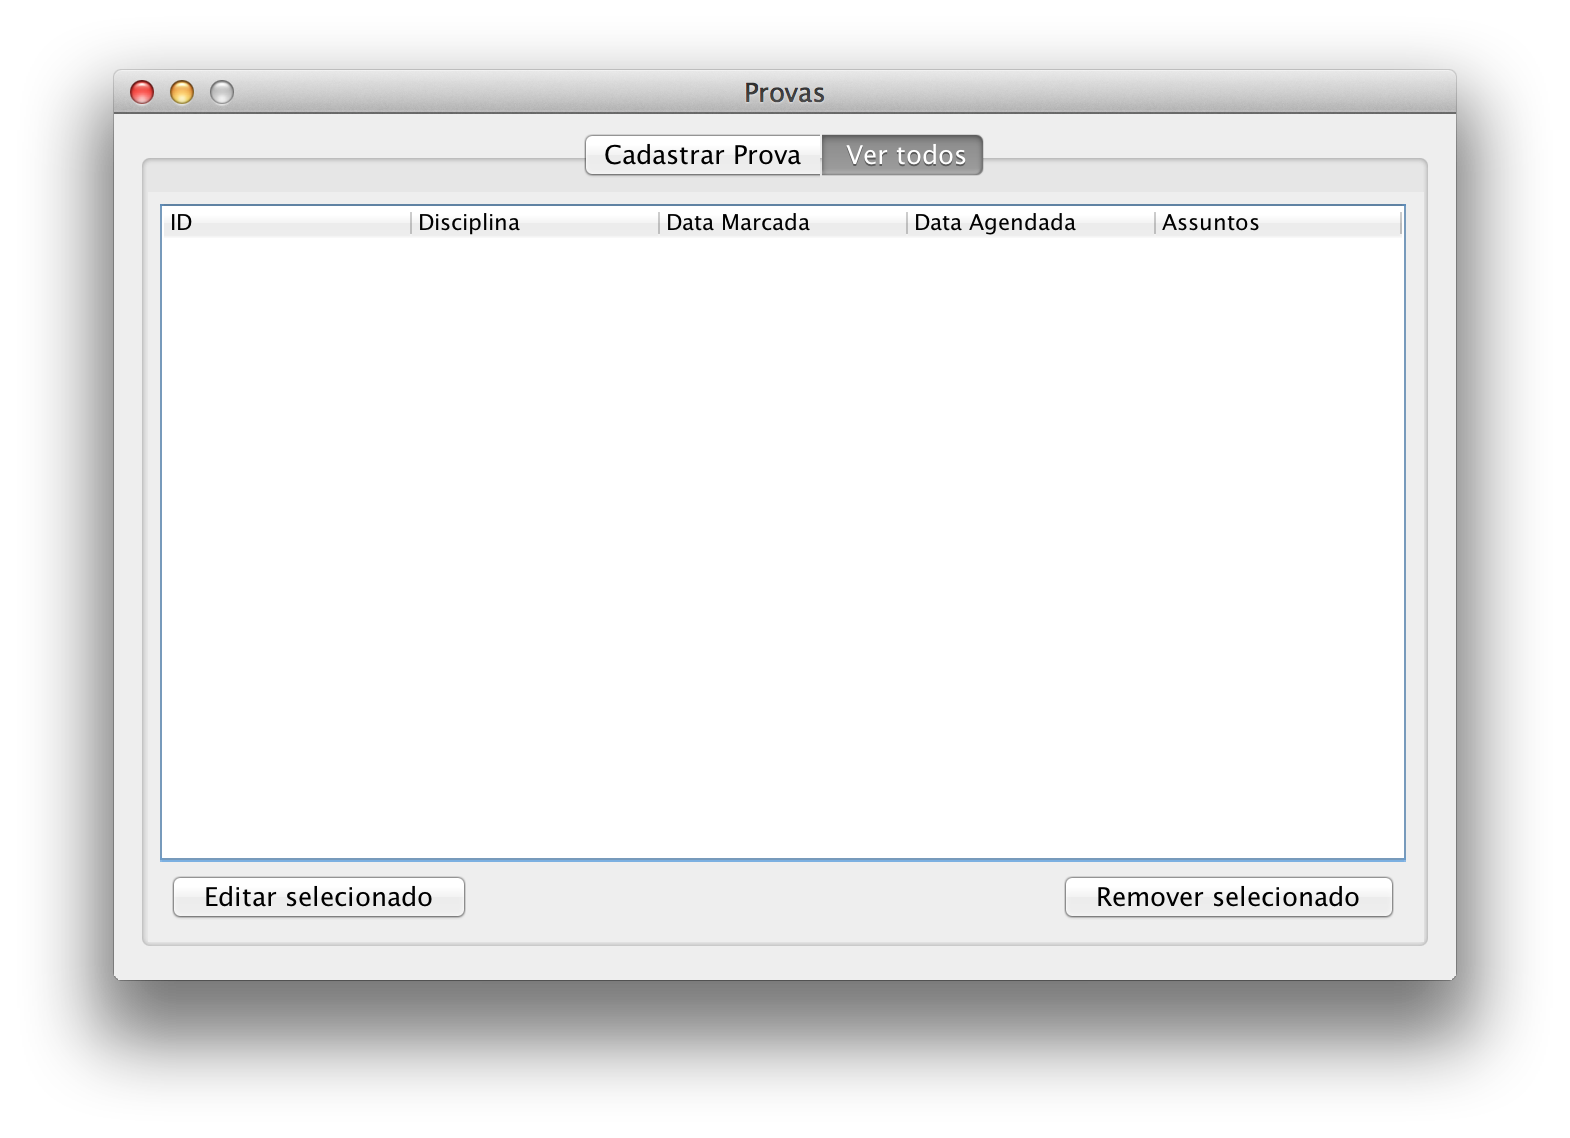 Provas
Cadastrar Prova Ver todos
ID Disciplina Data Marcada Data Agendada Assuntos
Editar selecionado Remover selecionado